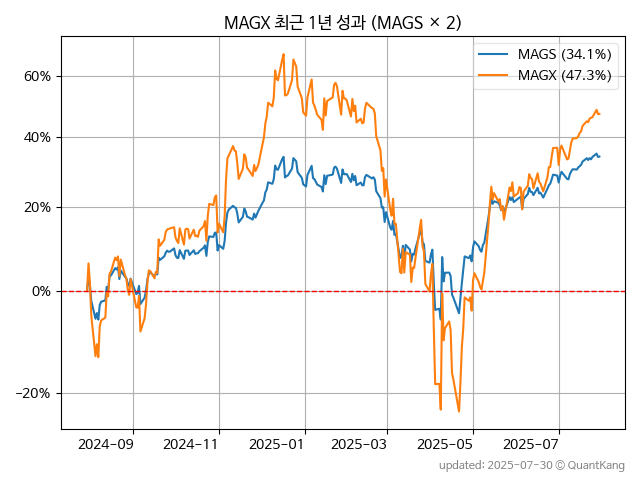 MAGX 최근 1년 성과 (MAGS × 2)
MAGS (34.1%)
MAGX (47.3%)
60%
40%
20%
0%
−20%
2024-09 2024-11 2025-01 2025-03 2025-05 2025-07
updated: 2025-07-30 © QuantKang